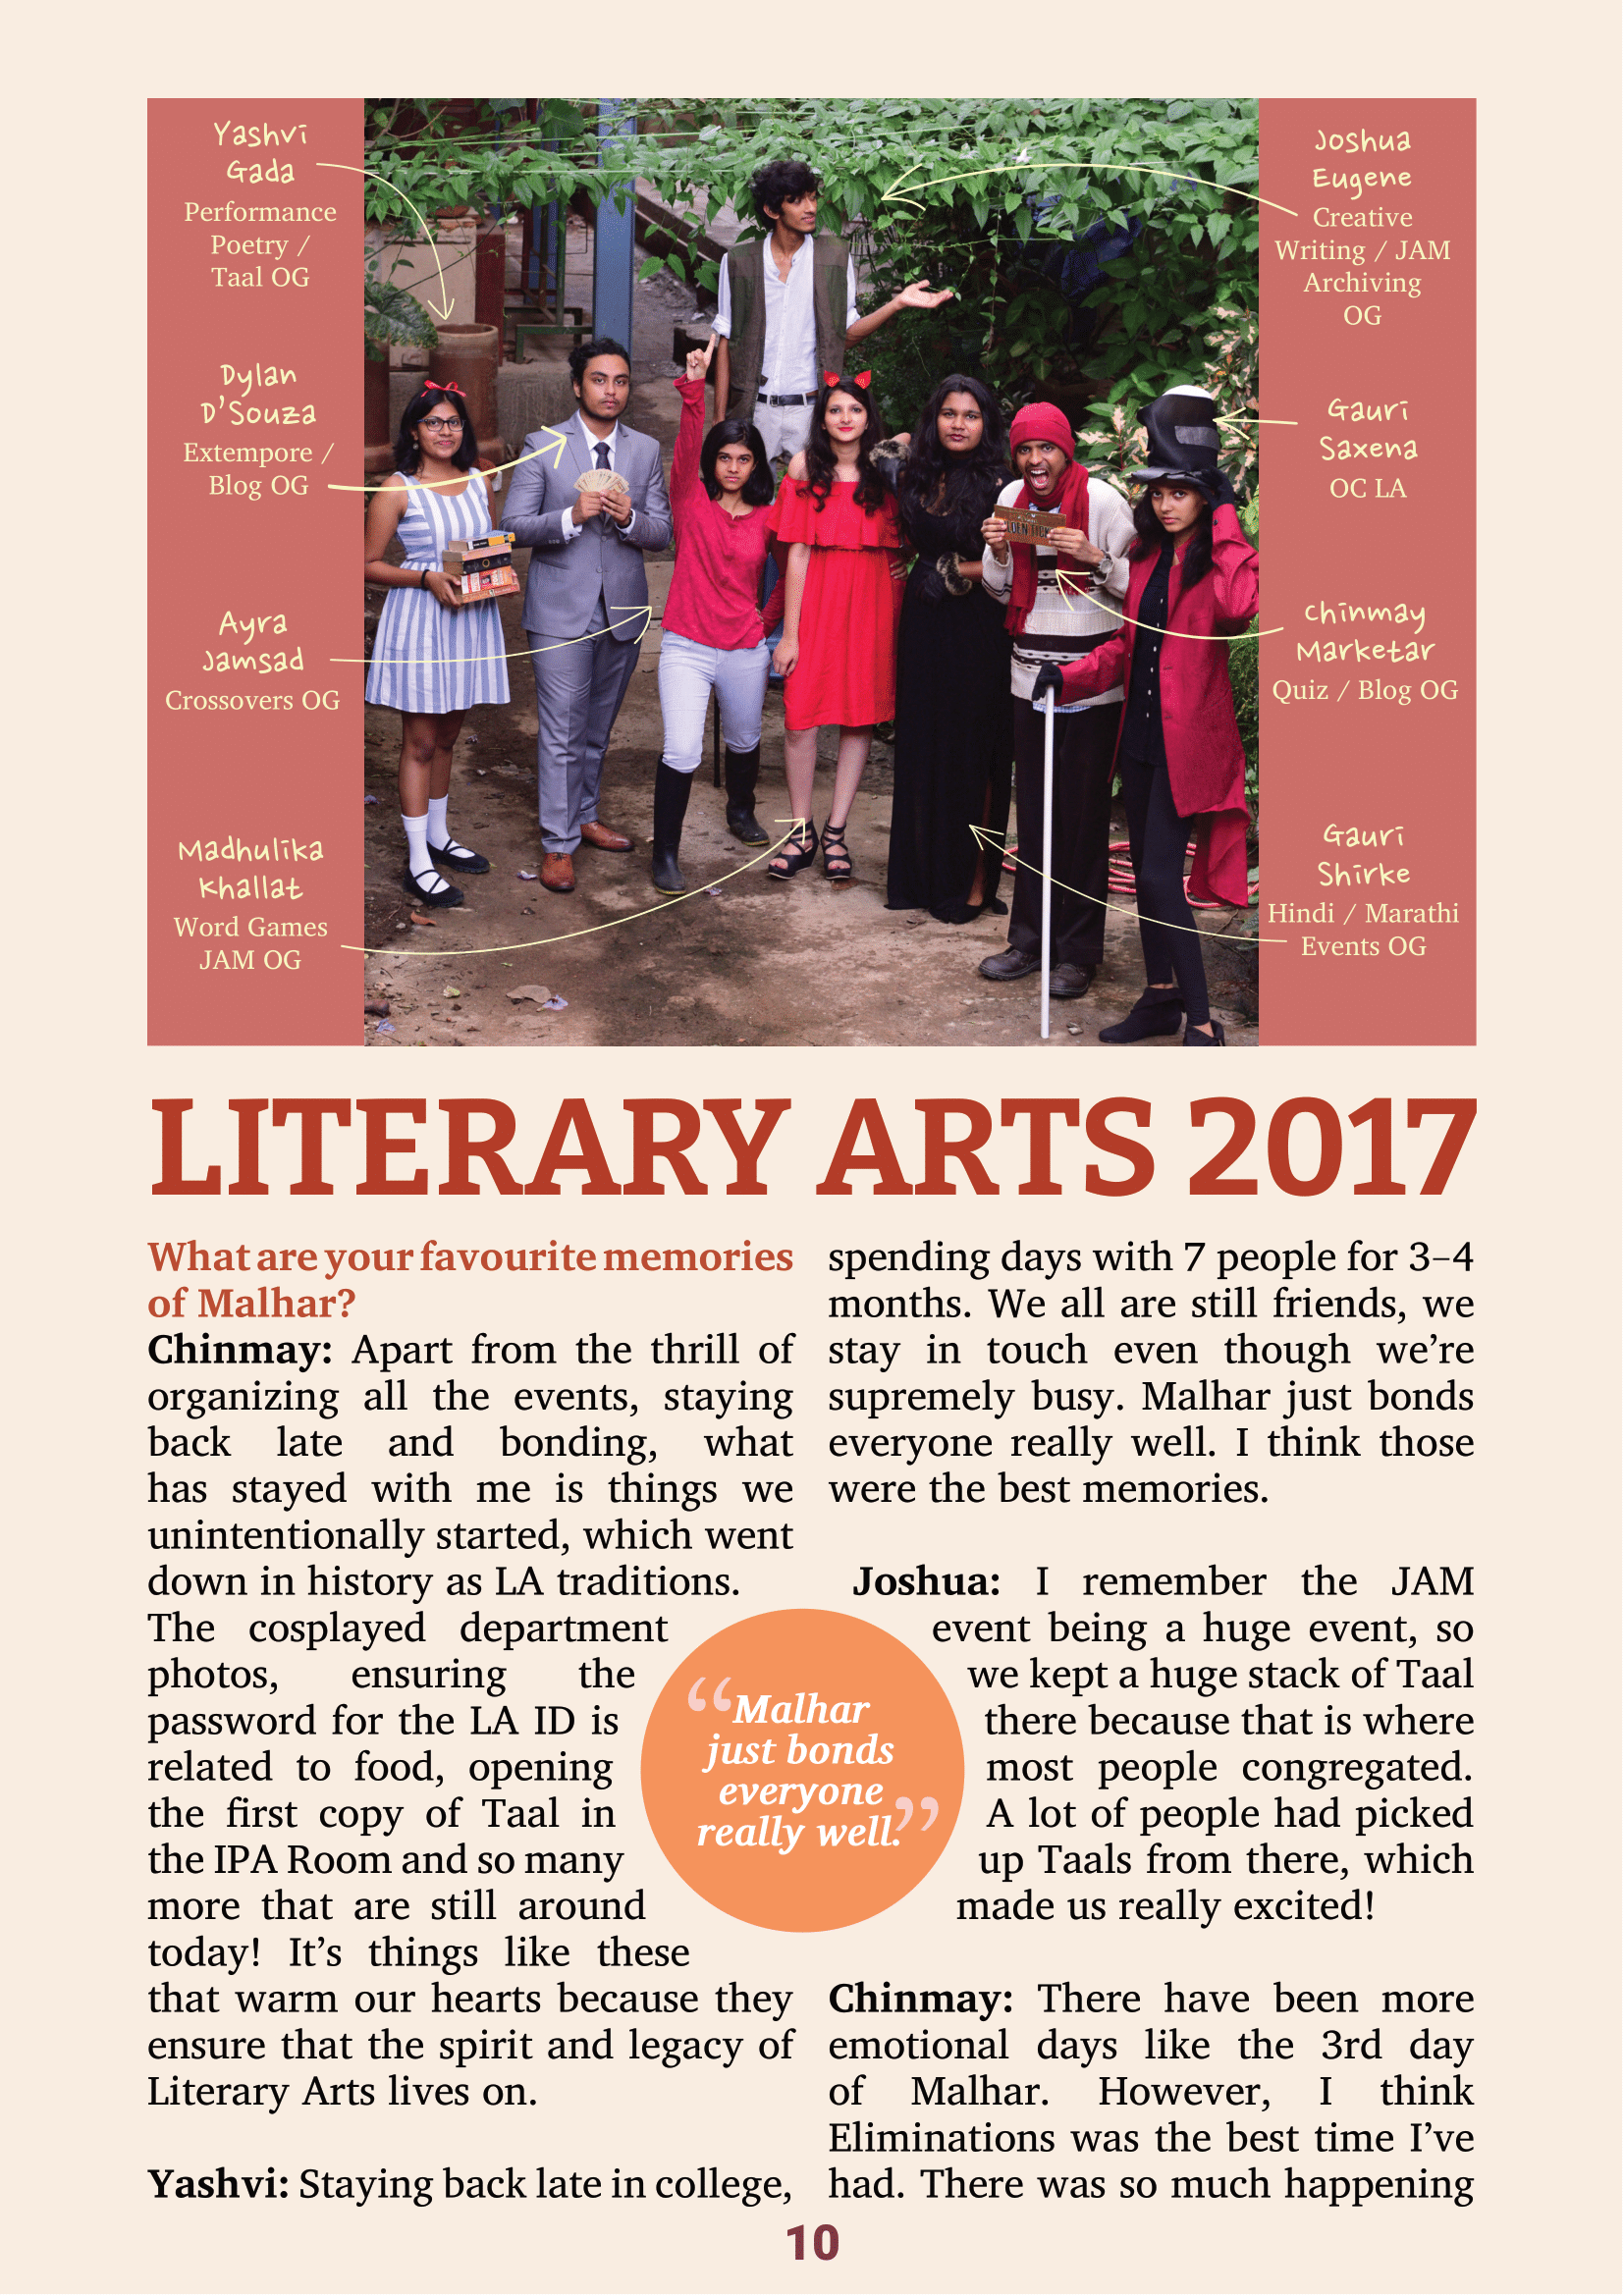 Yashvi
Gada
Performance
Poetry /
Taal OG
Dylan
D'Souza
Extempore /
Blog OG
Ayra
Jamsad
Crossovers OG
Madhulika
Khallat
Word Games
JAM OG
Joshua
Eugene
Creative
Writing / JAM
Archiving
OG
Gauri
Saxena
OC LA
Chinmay
Marketar
Quiz / Blog OG
Gauri
Shirke
Hindi / Marathi
Events OG
LITERARY ARTS 2017
What are your favourite memories
of Malhar?
Chinmay: Apart from the thrill of
organizing all the events, staying
back late and bonding, what
has stayed with me is things we
unintentionally started, which went
down in history as LA traditions.
The cosplayed department
photos, ensuring the
password for the LA ID is
related to food, opening
the first copy of Taal in
the IPA Room and so many
more that are still around
today! It's things like these
that warm our hearts because they
ensure that the spirit and legacy of
Literary Arts lives on.
Yashvi: Staying back late in college,
spending days with 7 people for 3–4
months. We all are still friends, we
stay in touch even though we're
supremely busy. Malhar just bonds
everyone really well. I think those
were the best memories.
Joshua: I remember the JAM
event being a huge event, so
we kept a huge stack of Taal
there because that is where
most people congregated.
A lot of people had picked
up Taals from there, which
made us really excited!
Chinmay: There have been more
emotional days like the 3rd day
of Malhar. However, I think
Eliminations was the best time I've
had. There was so much happening
“Malhar
just bonds
everyone
really well.”
10